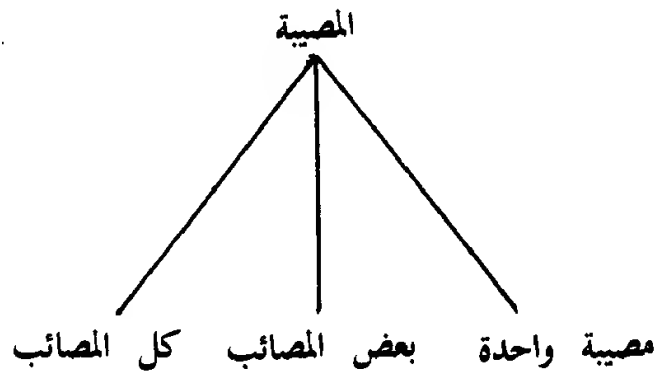 المصيبة
مصيبة واحدة بعض المصائب كل المصائب